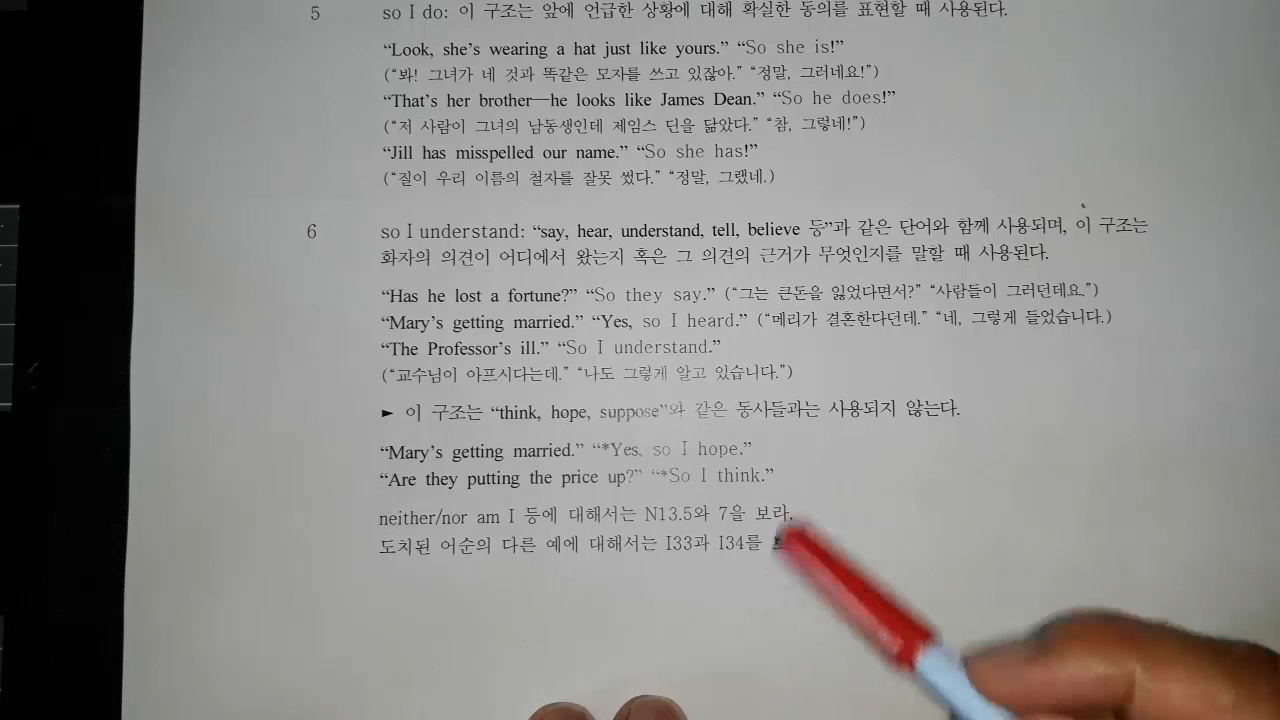 5 so I do: 이 구조는 앞에 언급한 상황에 대해 확실한 동의를 표현할 때 사용된다.
“Look, she’s wearing a hat just like yours.” “So she is!”
(“봐! 그녀가 네 것과 똑같은 모자를 쓰고 있잖아.” “정말, 그러네요!”)
“That’s her brother—he looks like James Dean.” “So he does!”
(“저 사람이 그녀의 남동생인데 제임스 딘을 닮았다.” “참, 그렇네!”)
“Jill has misspelled our name.” “So she has!”
(“질이 우리 이름의 철자를 잘못 썼다.” “정말, 그랬네.)
6 so I understand: “say, hear, understand, tell, believe 등”과 같은 단어와 함께 사용되며, 이 구조는
화자의 의견이 어디에서 왔는지 혹은 그 의견의 근거가 무엇인지를 말할 때 사용된다.
“Has he lost a fortune?” “So they say.” (“그는 큰돈을 잃었다면서?” “사람들이 그러던데요.”)
“Mary’s getting married.” “Yes, so I heard.” (“메리가 결혼한다던데.” “네, 그렇게 들었습니다.)
“The Professor’s ill.” “So I understand.”
(“교수님이 아프시다는데.” “나도 그렇게 알고 있습니다.”)
► 이 구조는 “think, hope, suppose”와 같은 동사들과는 사용되지 않는다.
“Mary’s getting married.” “*Yes, so I hope.”
“Are they putting the price up?” “*So I think.”
neither/nor am I 등에 대해서는 N13.5와 7을 보라.
도치된 어순의 다른 예에 대해서는 I33과 I34를